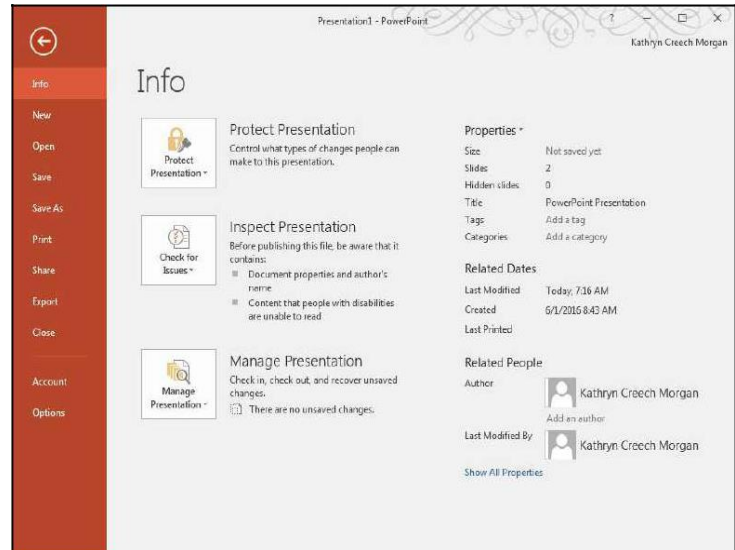 Presentation1 - PowerPoint
?
Kathryn Creech Morgan
Info
New
Open
Save
Save As
Print
Share
Export
Close
Account
Options
Info
Protect Presentation
Protect Presentation
Control what types of changes people can
make to this presentation.
Check for
Issues
Inspect Presentation
Before publishing this file, be aware that it
contains:
Document properties and author's
name
Content that people with disabilities
are unable to read
Manage
Presentation
Manage Presentation
Check in, check out, and recover unsaved
changes.
There are no unsaved changes.
Properties
Size Not saved yet
Slides 2
Hidden slides 0
Title PowerPoint Presentation
Tags Add a tag
Categories Add a category
Related Dates
Last Modified Today, 7:16 AM
Created 6/1/2016 8:43 AM
Last Printed
Related People
Author Kathryn Creech Morgan
Add an author
Last Modified By Kathryn Creech Morgan
Show All Properties